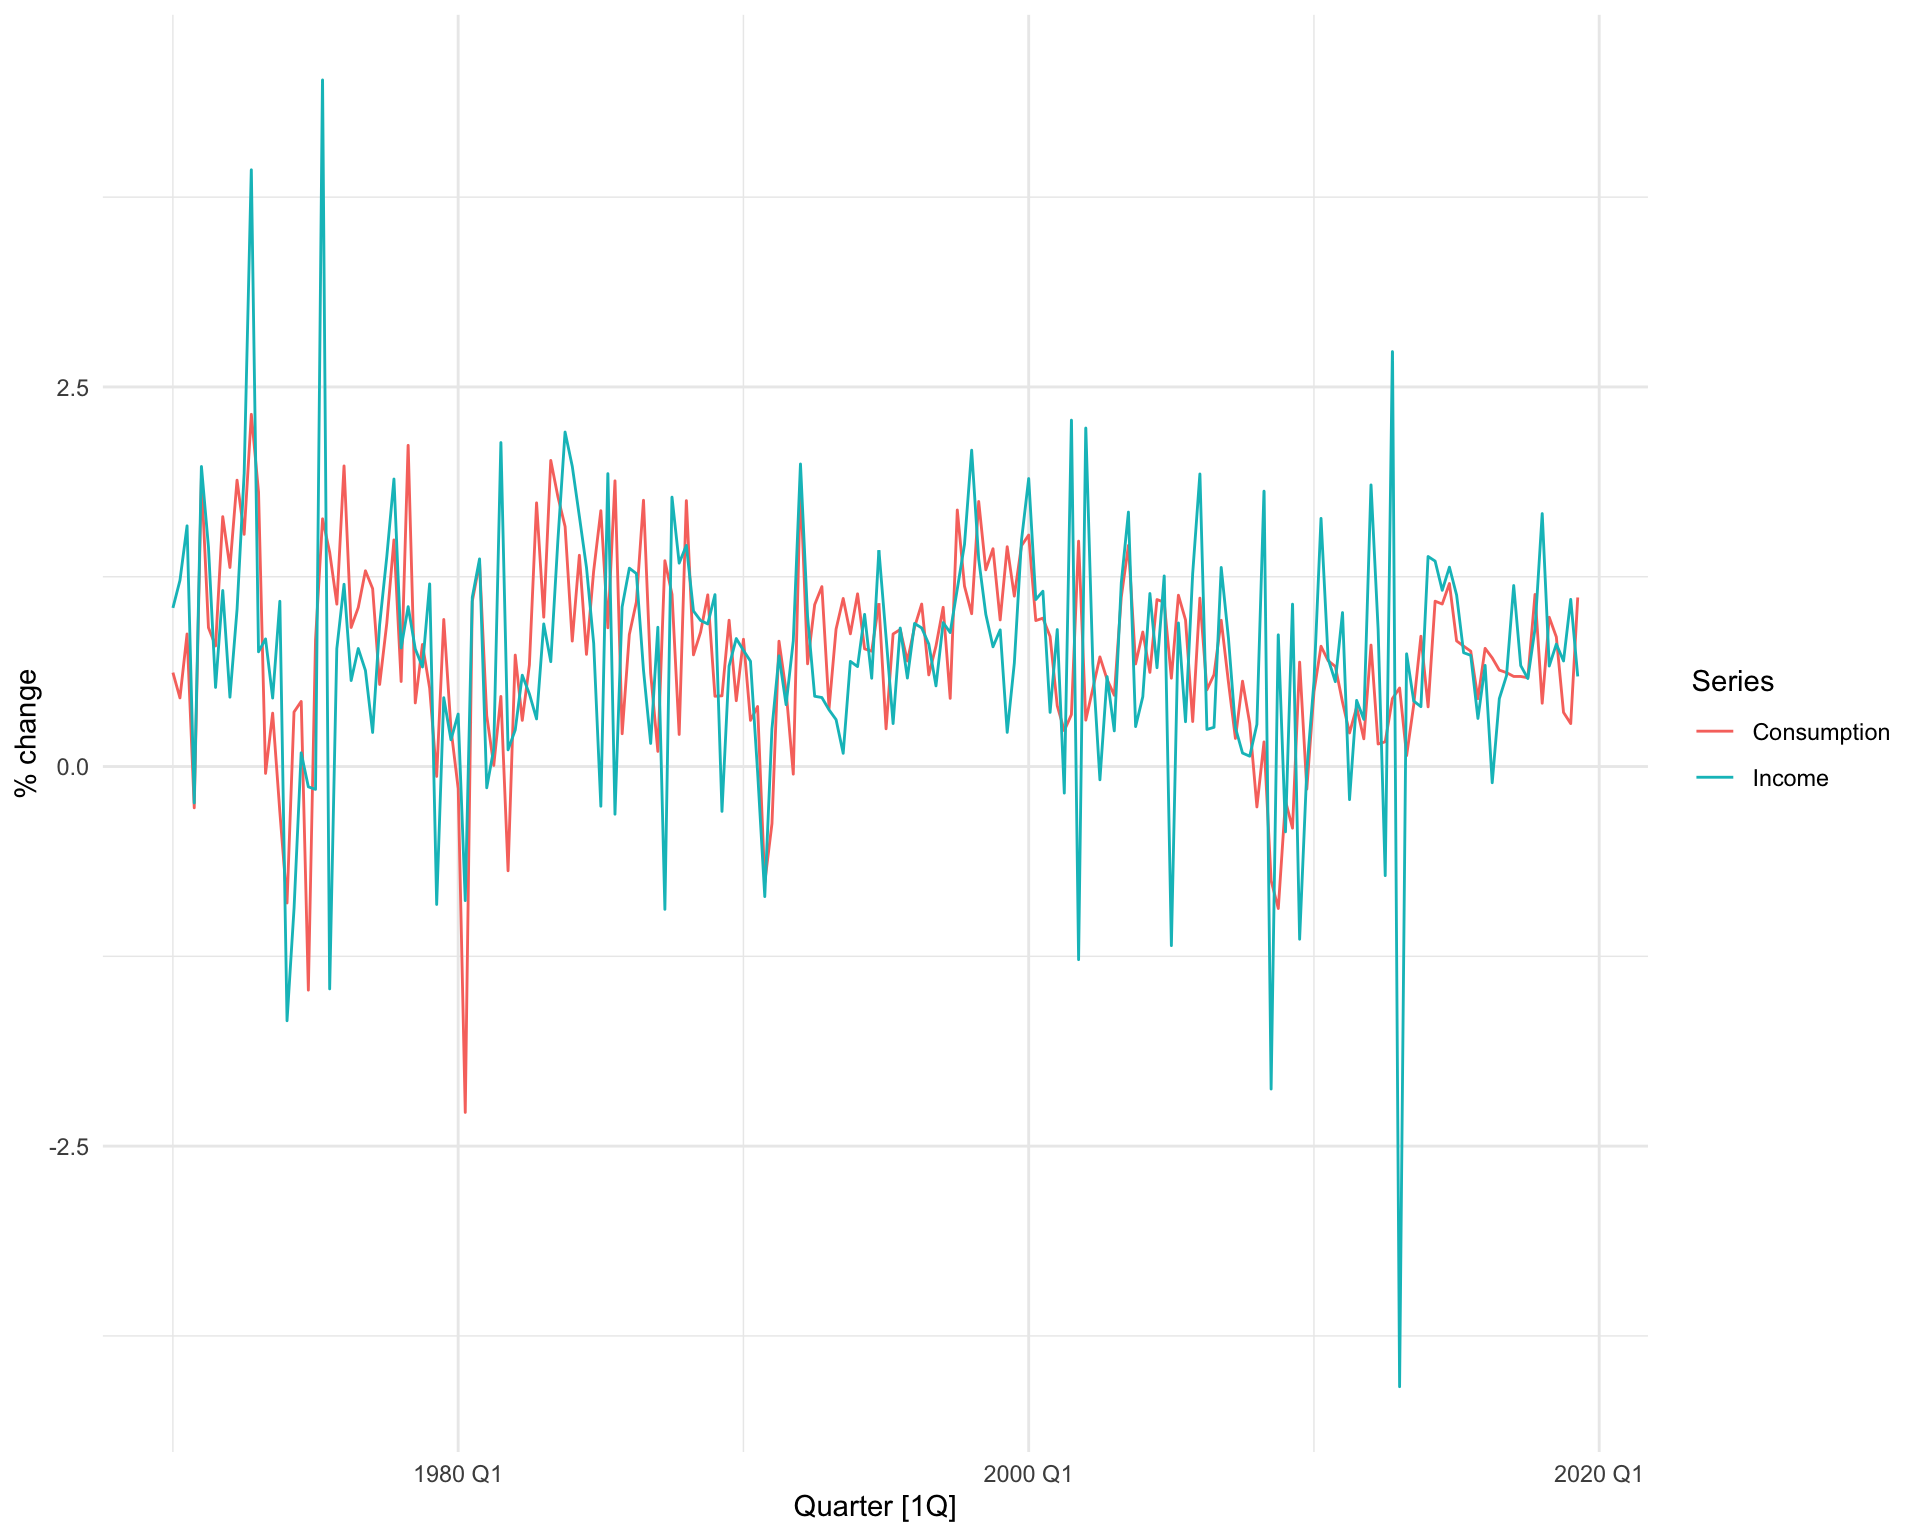 % change
2.5
0.0
-2.5
1980 Q1
2000 Q1
2020 Q1
Quarter [1Q]
Series
Consumption
Income